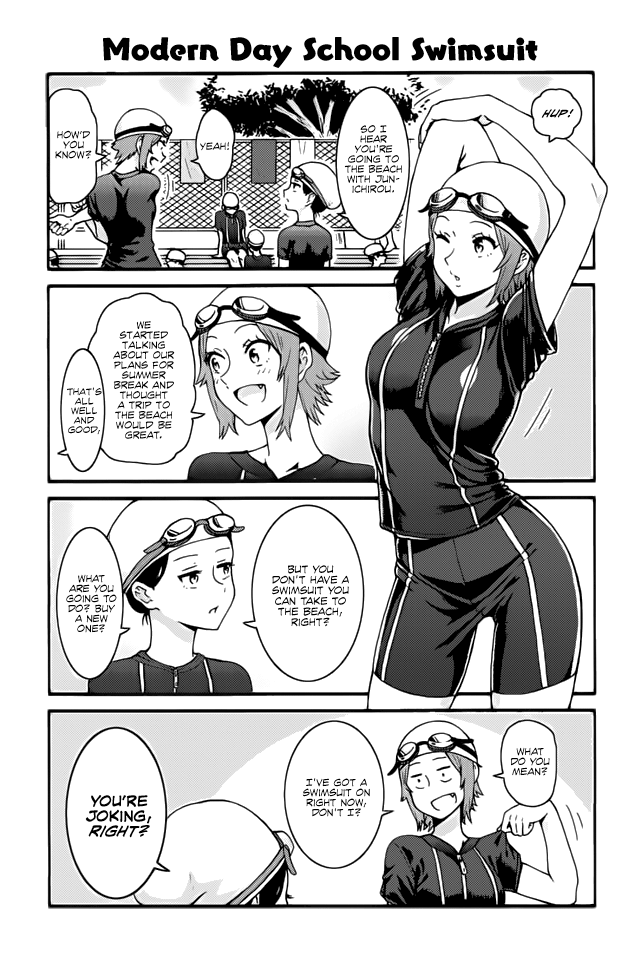 Modern Day School Swimsuit
HUP!
SO I
HEAR
YOU'RE
GOING TO
THE BEACH
WITH JUN-
ICHIROU.
YEAH!
HOW'D
YOU
KNOW?
WE
STARTED
TALKING
ABOUT OUR
PLANS FOR
SUMMER
BREAK AND
THOUGHT
A TRIP TO
THE BEACH
WOULD BE
GREAT.
THAT'S
ALL
WELL
AND
GOOD,
BUT YOU
DON'T HAVE A
SWIMSUIT YOU
CAN TAKE TO
THE BEACH,
RIGHT?
WHAT
ARE YOU
GOING TO
DO? BUY
A NEW
ONE?
WHAT
DO YOU
MEAN?
I'VE GOT A
SWIMSUIT ON
RIGHT NOW,
DON'T I?
YOU'RE
JOKING,
RIGHT?